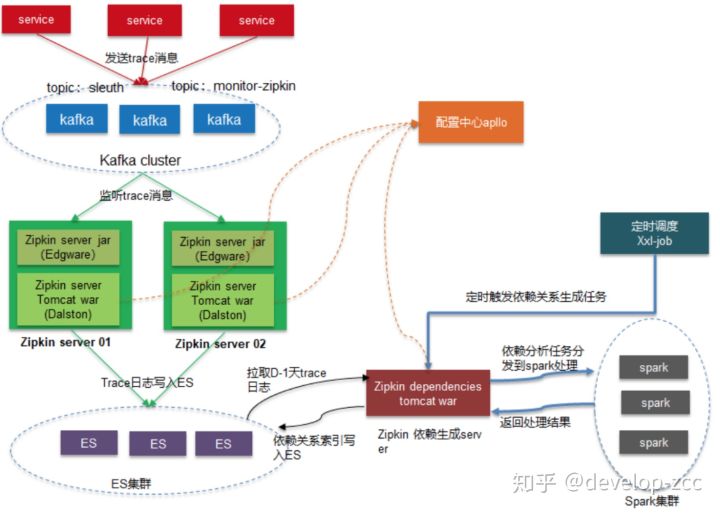 service
service
service
发送trace消息
topic：sleuth
topic：monitor-zipkin
kafka
kafka
kafka
Kafka cluster
配置中心apllo
监听trace消息
Zipkin server jar
(Edgware)
Zipkin server
Tomcat war
(Dalston)
Zipkin server 01
Zipkin server jar
(Edgware)
Zipkin server
Tomcat war
(Dalston)
Zipkin server 02
定时调度
Xxl-job
定时触发依赖关系生成任务
Trace日志写入ES
拉取D-1天trace
日志
Zipkin dependencies
tomcat war
依赖分析任务分
发到spark处理
返回处理结果
spark
spark
spark
ES
ES
ES
ES集群
依赖关系索引写
入ES
Zipkin 依赖生成serv
er
Spark集群
知乎 @develop-zcc